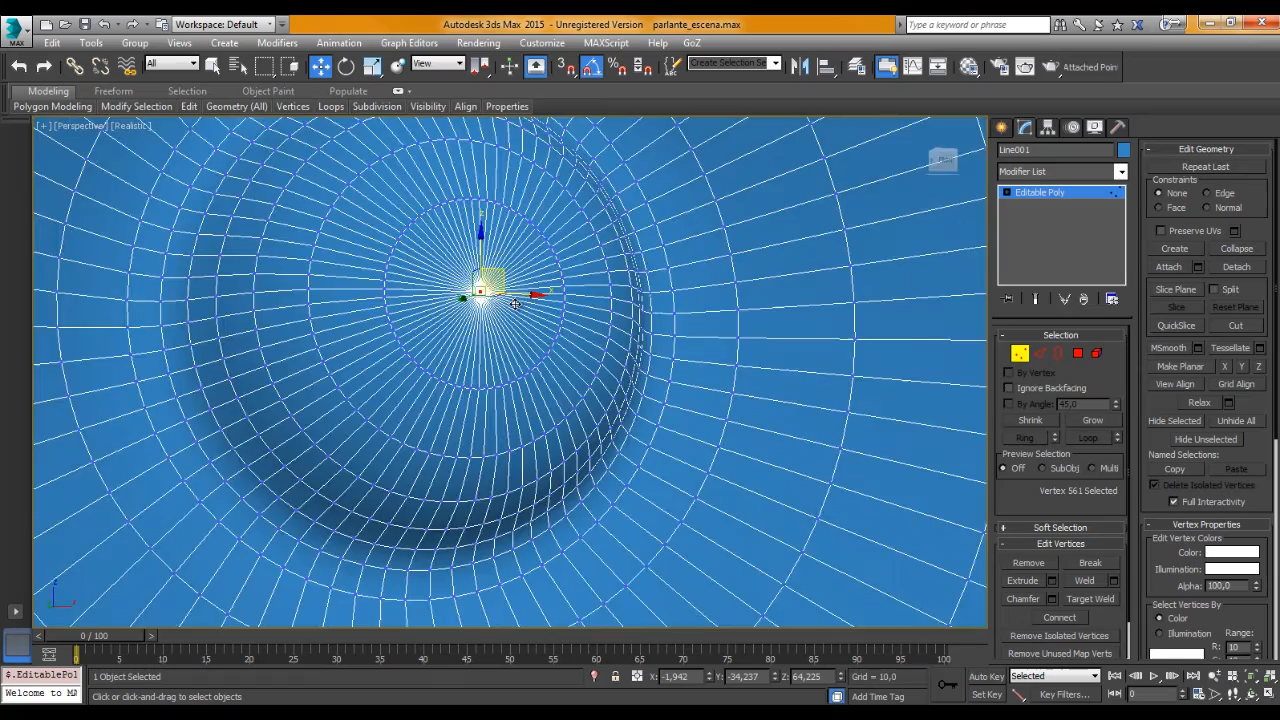 Workspace: Default
Autodesk 3ds Max 2015 - Unregistered Version parlante_escena.max
Type a keyword or phrase
MAX
Edit Tools Group Views Create Modifiers Animation Graph Editors Rendering Customize MAXScript Help GoZ
All View 3 Create Selection Se Attached Point
Modeling Freeform Selection Object Paint Populate
Polygon Modeling Modify Selection Edit Geometry (All) Vertices Loops Subdivision Visibility Align Properties
[+] [Perspective] [Realistic]
Line001
Modifier List
Editable Poly
Selection
By Vertex
Ignore Backfacing
By Angle: 45,0
Shrink Grow
Ring Loop
Preview Selection
Off SubObj Multi
Vertex 561 Selected
Soft Selection
Edit Vertices
Remove Break
Extrude Weld
Chamfer Target Weld
Connect
Remove Isolated Vertices
Remove Unused Map Verts
Edit Geometry
Repeat Last
Constraints
None Edge
Face Normal
Preserve UVs
Create Collapse
Attach Detach
Slice Plane Split
Slice Reset Plane
QuickSlice Cut
MSmooth Tessellate
Make Planar X Y Z
View Align Grid Align
Relax
Hide Selected Unhide All
Hide Unselected
Named Selections:
Copy Paste
Delete Isolated Vertices
Full Interactivity
Vertex Properties
Edit Vertex Colors
Color:
Illumination:
Alpha: 100,0
Select Vertices By
Color
Illumination Range:
R: 10
0 / 100
0 5 10 15 20 25 30 35 40 45 50 55 60 65 70 75 80 85 90 95 100
$.EditablePol
Welcome to MA
1 Object Selected
Click or click-and-drag to select objects
X: -1,942 Y: -34,237 Z: 64,225 Grid = 10,0
Add Time Tag
Auto Key Selected
Set Key Key Filters... 0